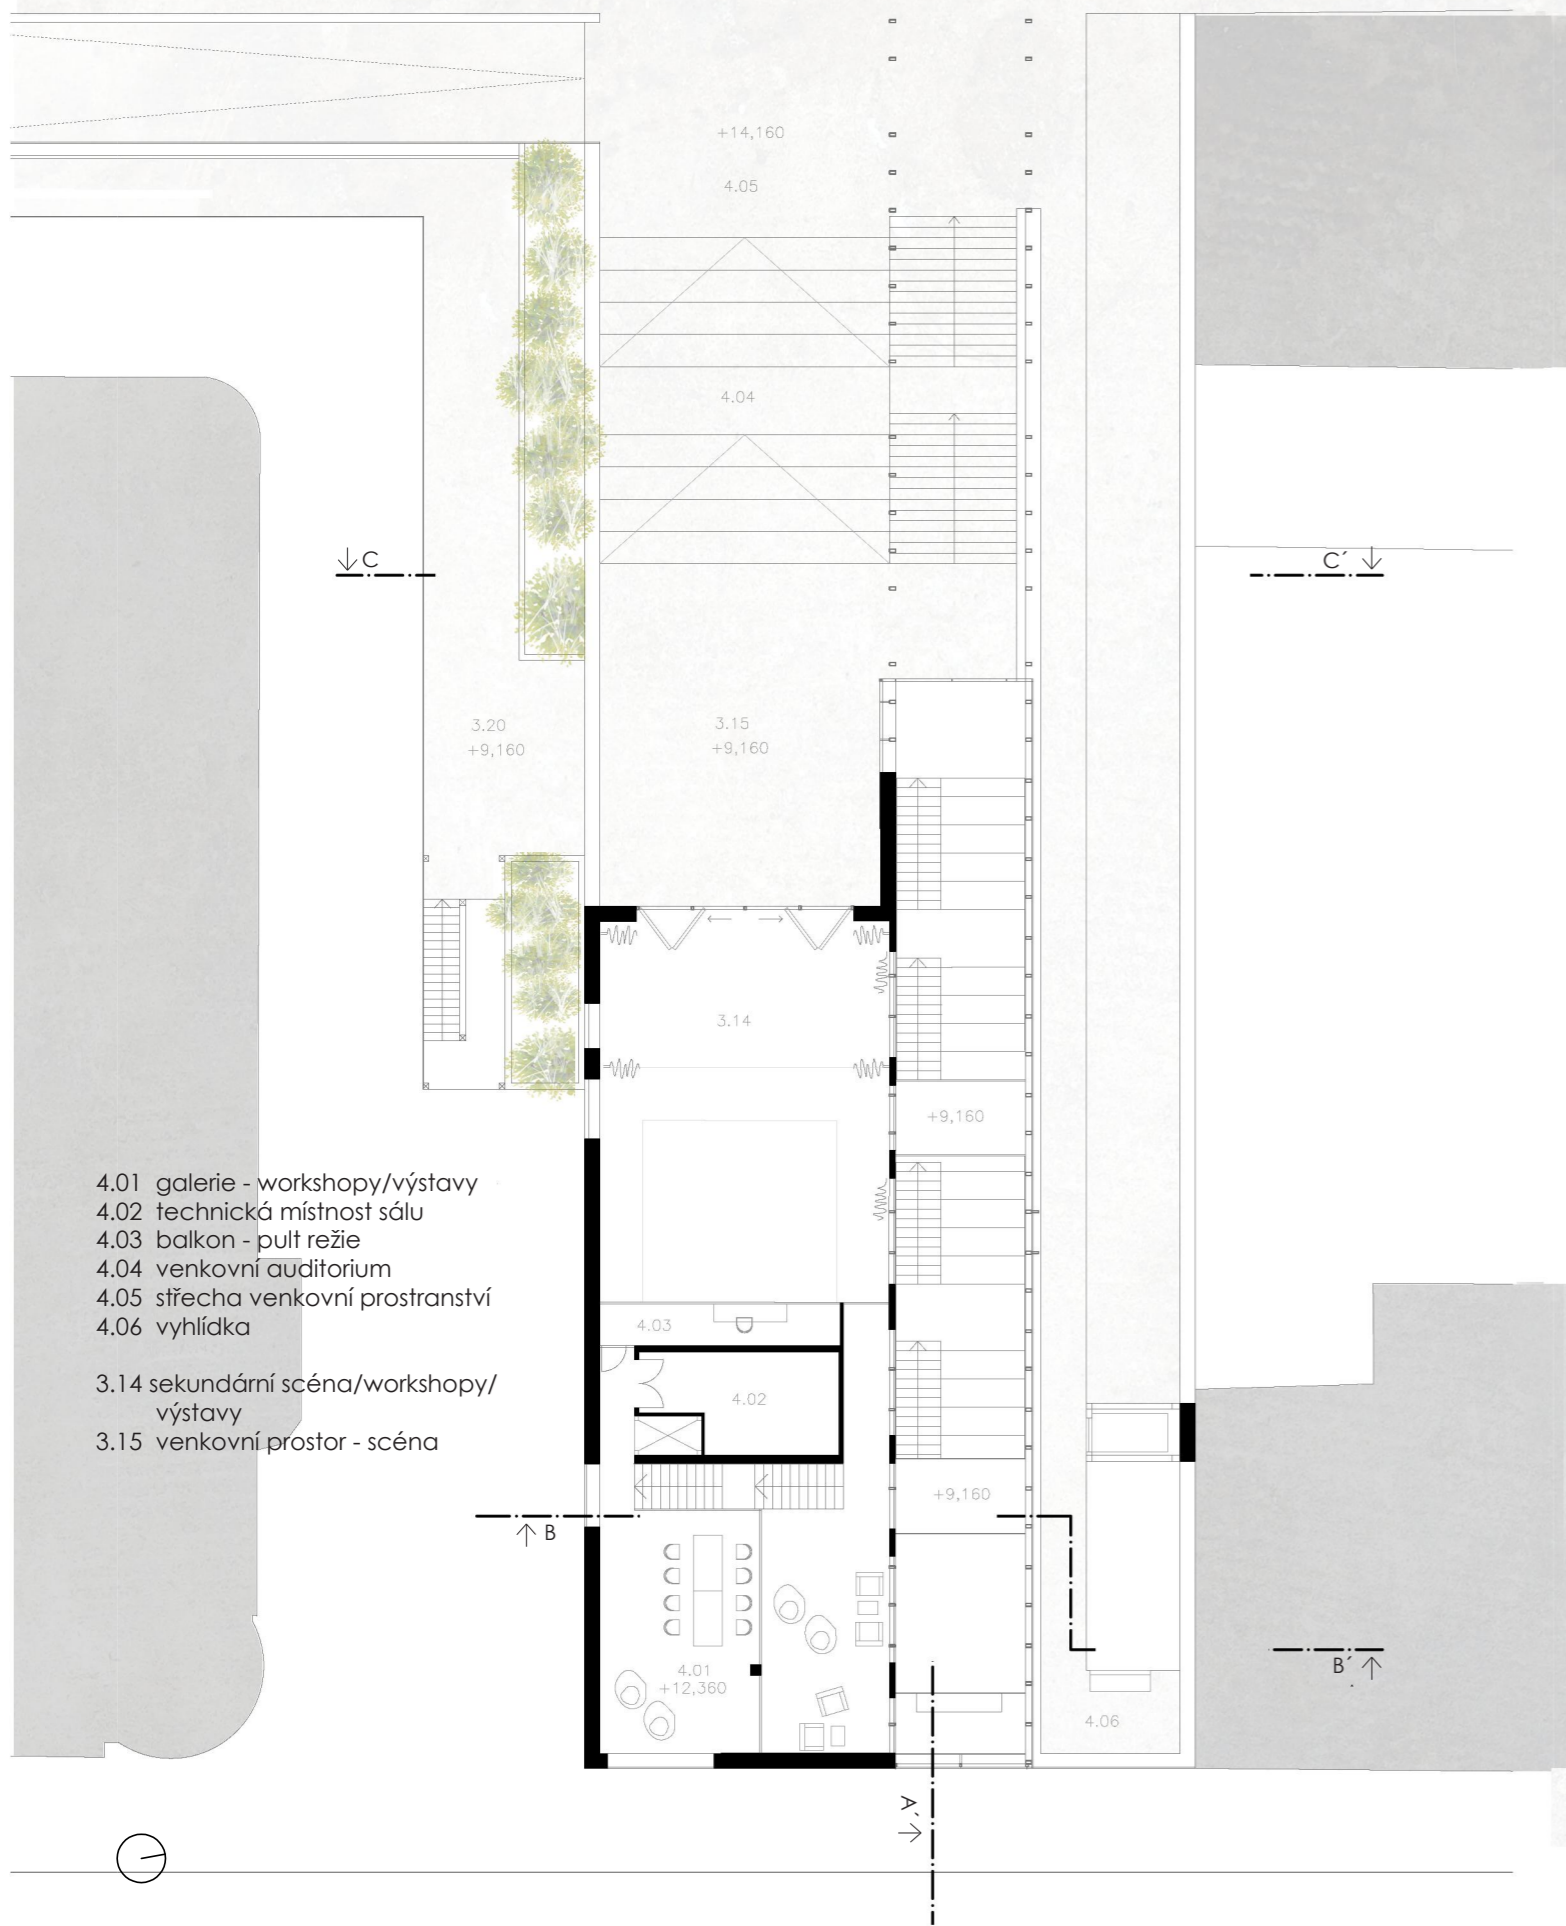 +14,160
4.05
4.04
C
C´
3.20
+9,160
3.15
+9,160
3.14
+9,160
4.01 galerie - workshopy/výstavy
4.02 technická místnost sálu
4.03 balkon - pult režie
4.04 venkovní auditorium
4.05 střecha venkovní prostranství
4.06 vyhlídka
3.14 sekundární scéna/workshopy/
výstavy
3.15 venkovní prostor - scéna
4.03
4.02
+9,160
B
4.01
+12,360
B´
4.06
A´